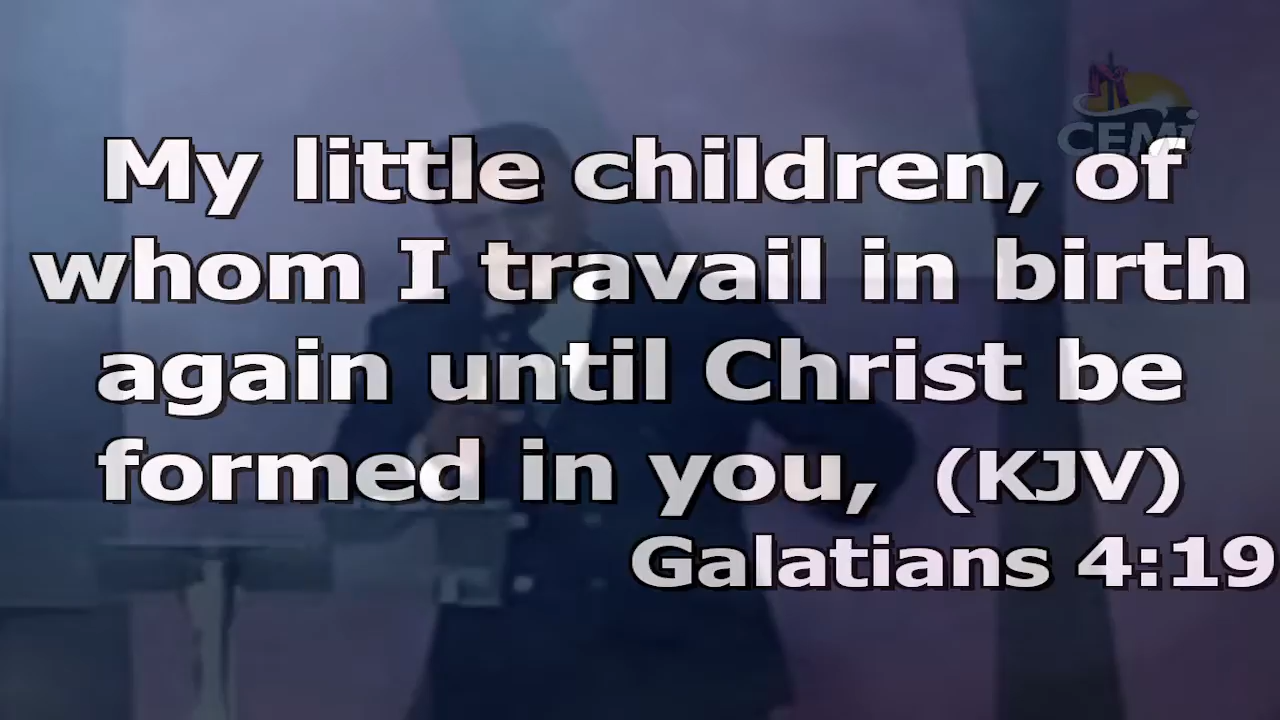 CEMi
My little children, of
whom I travail in birth
again until Christ be
formed in you, (KJV)
Galatians 4:19